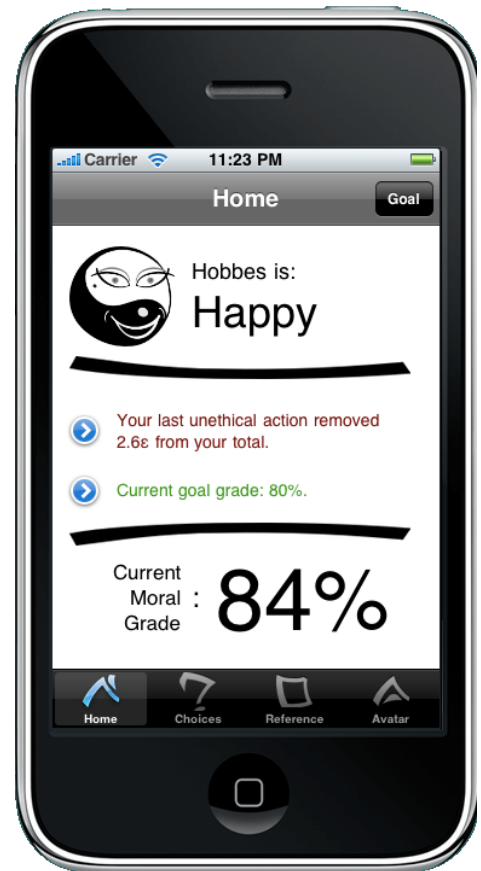 Carrier 11:23 PM
Home Goal
Hobbes is:
Happy
Your last unethical action removed
2.6ε from your total.
Current goal grade: 80%.
Current
Moral : 84%
Grade
Home Choices Reference Avatar